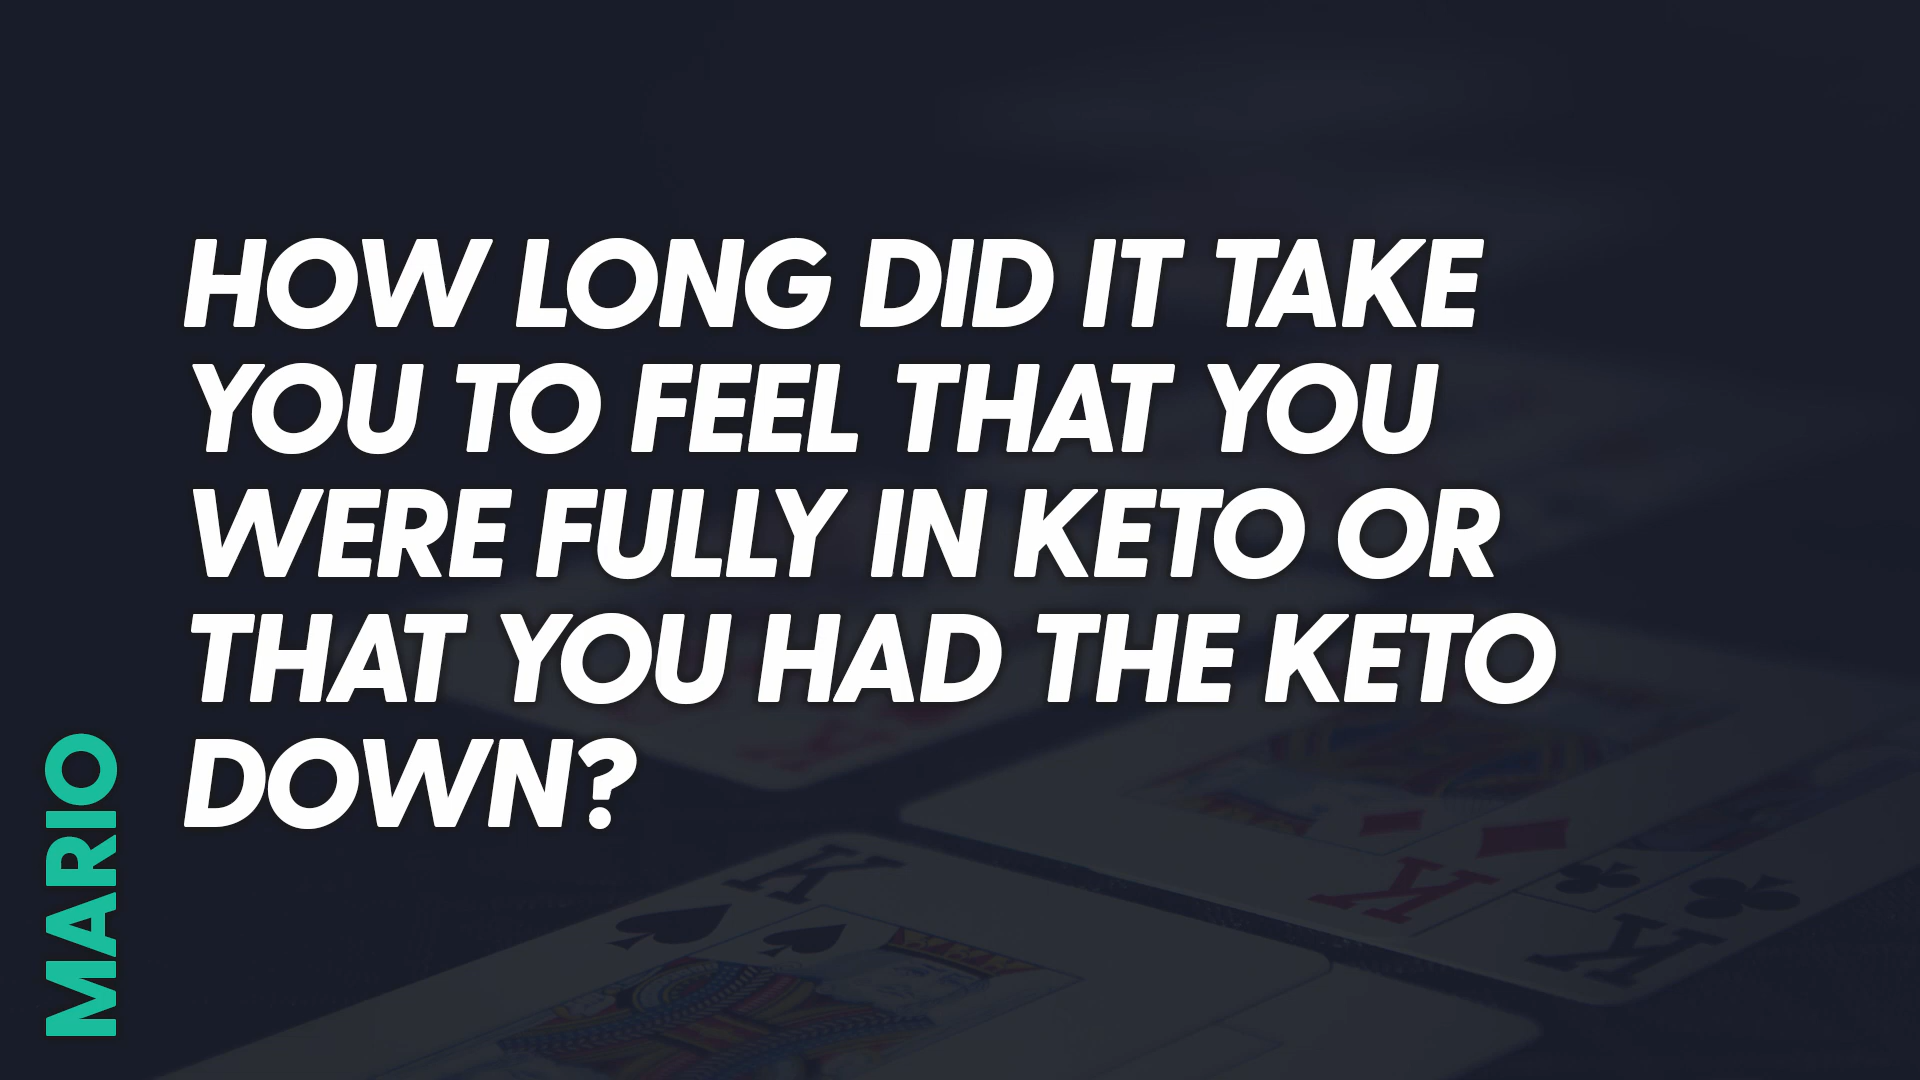 HOW LONG DID IT TAKE
YOU TO FEEL THAT YOU
WERE FULLY IN KETO OR
THAT YOU HAD THE KETO
DOWN?
MARIO
K
K
K